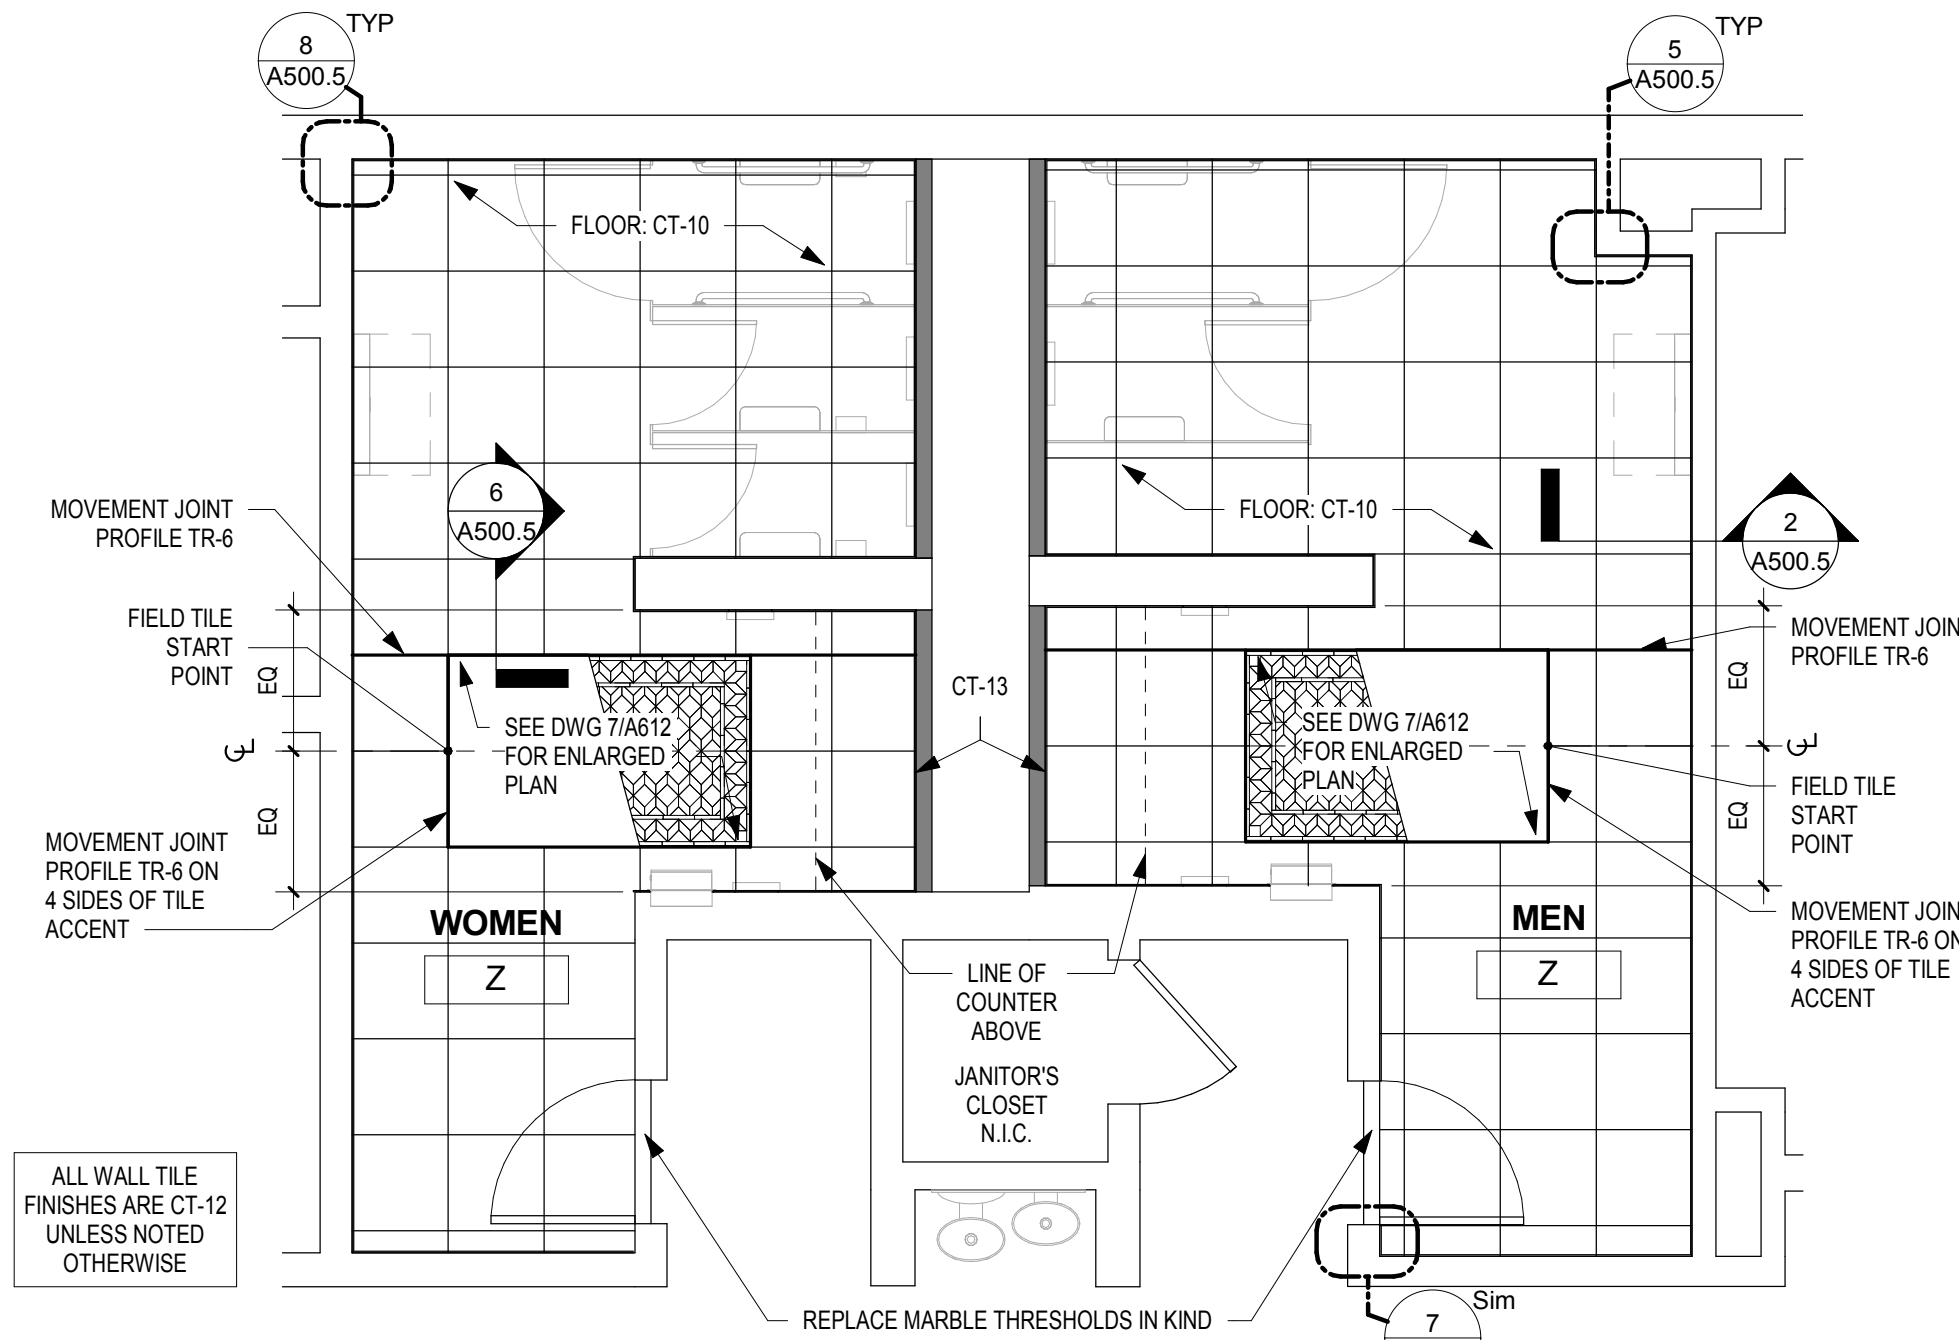 8
A500.5
TYP
5
A500.5
TYP
FLOOR: CT-10
6
A500.5
FLOOR: CT-10
2
A500.5
MOVEMENT JOINT
PROFILE TR-6
FIELD TILE
START
POINT
EQ
EQ
CL
MOVEMENT JOINT
PROFILE TR-6 ON
4 SIDES OF TILE
ACCENT
SEE DWG 7/A612
FOR ENLARGED
PLAN
CT-13
SEE DWG 7/A612
FOR ENLARGED
PLAN
MOVEMENT JOIN
PROFILE TR-6
EQ
EQ
CL
FIELD TILE
START
POINT
MOVEMENT JOIN
PROFILE TR-6 ON
4 SIDES OF TILE
ACCENT
WOMEN
Z
MEN
Z
LINE OF
COUNTER
ABOVE
JANITOR'S
CLOSET
N.I.C.
ALL WALL TILE
FINISHES ARE CT-12
UNLESS NOTED
OTHERWISE
REPLACE MARBLE THRESHOLDS IN KIND
7
Sim